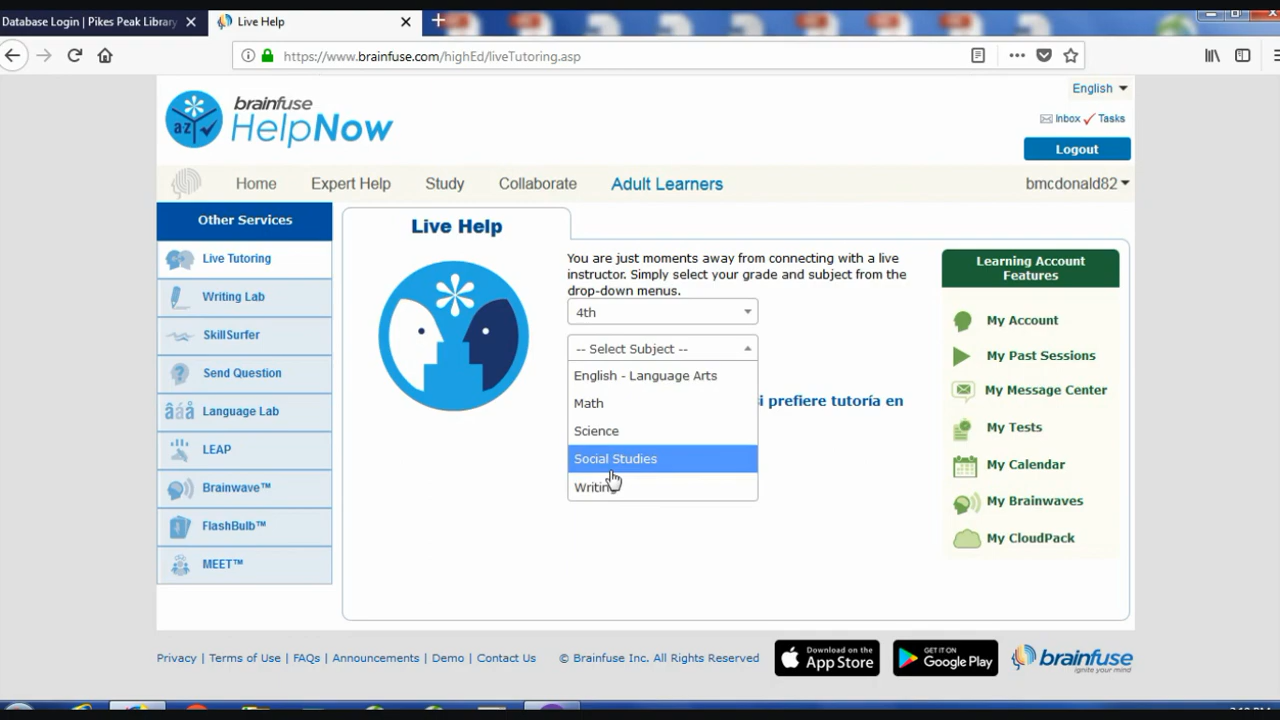 Database Login | Pikes Peak Library
Live Help
https://www.brainfuse.com/highEd/liveTutoring.asp
English
brainfuse
HelpNow
a-z
Inbox Tasks
Logout
Home Expert Help Study Collaborate Adult Learners bmcdonald82
Other Services
Live Tutoring
Writing Lab
SkillSurfer
Send Question
áâãä Language Lab
LEAP
Brainwave™
FlashBulb™
MEET™
Live Help
You are just moments away from connecting with a live
instructor. Simply select your grade and subject from the
drop-down menus.
4th
-- Select Subject --
English - Language Arts
Math
Science
Social Studies
Writing
si prefiere tutoría en
Learning Account
Features
My Account
My Past Sessions
My Message Center
My Tests
My Calendar
My Brainwaves
My CloudPack
Privacy | Terms of Use | FAQs | Announcements | Demo | Contact Us © Brainfuse Inc. All Rights Reserved
Download on the
App Store
GET IT ON
Google Play
brainfuse
ignite your mind